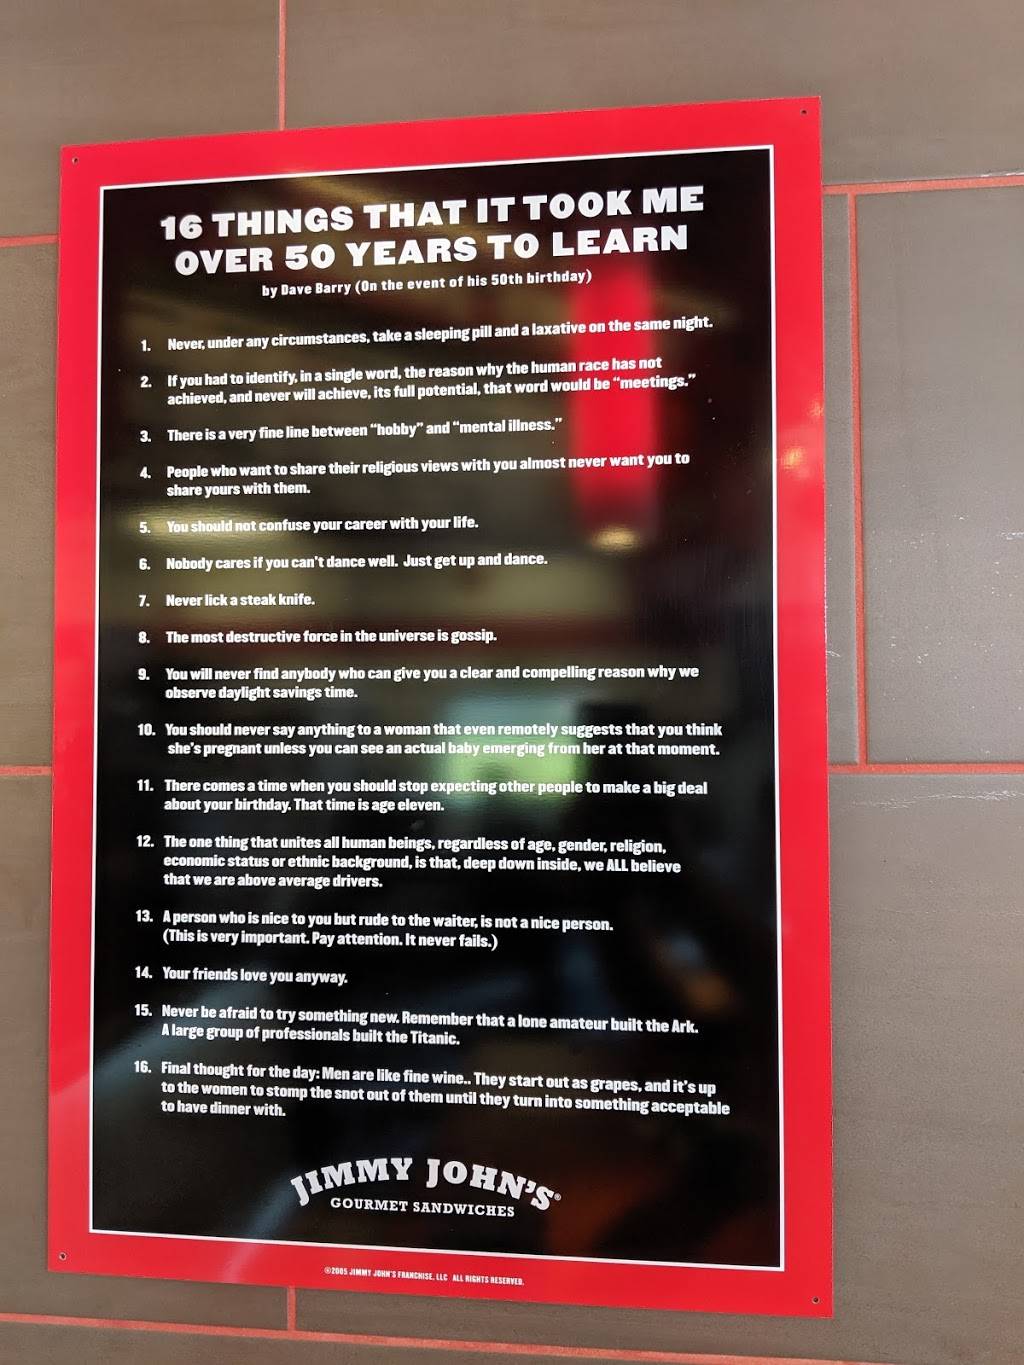 16 THINGS THAT IT TOOK ME
OVER 50 YEARS TO LEARN
by Dave Barry (On the event of his 50th birthday)
1. Never, under any circumstances, take a sleeping pill and a laxative on the same night.
2. If you had to identify, in a single word, the reason why the human race has not
achieved, and never will achieve, its full potential, that word would be “meetings.”
3. There is a very fine line between “hobby” and “mental illness.”
4. People who want to share their religious views with you almost never want you to
share yours with them.
5. You should not confuse your career with your life.
6. Nobody cares if you can't dance well. Just get up and dance.
7. Never lick a steak knife.
8. The most destructive force in the universe is gossip.
9. You will never find anybody who can give you a clear and compelling reason why we
observe daylight savings time.
10. You should never say anything to a woman that even remotely suggests that you think
she's pregnant unless you can see an actual baby emerging from her at that moment.
11. There comes a time when you should stop expecting other people to make a big deal
about your birthday. That time is age eleven.
12. The one thing that unites all human beings, regardless of age, gender, religion,
economic status or ethnic background, is that, deep down inside, we ALL believe
that we are above average drivers.
13. A person who is nice to you but rude to the waiter, is not a nice person.
(This is very important. Pay attention. It never fails.)
14. Your friends love you anyway.
15. Never be afraid to try something new. Remember that a lone amateur built the Ark.
A large group of professionals built the Titanic.
16. Final thought for the day: Men are like fine wine.. They start out as grapes, and it's up
to the women to stomp the snot out of them until they turn into something acceptable
to have dinner with.
JIMMY JOHN'S®
GOURMET SANDWICHES
©2005 JIMMY JOHN'S FRANCHISE, LLC ALL RIGHTS RESERVED.